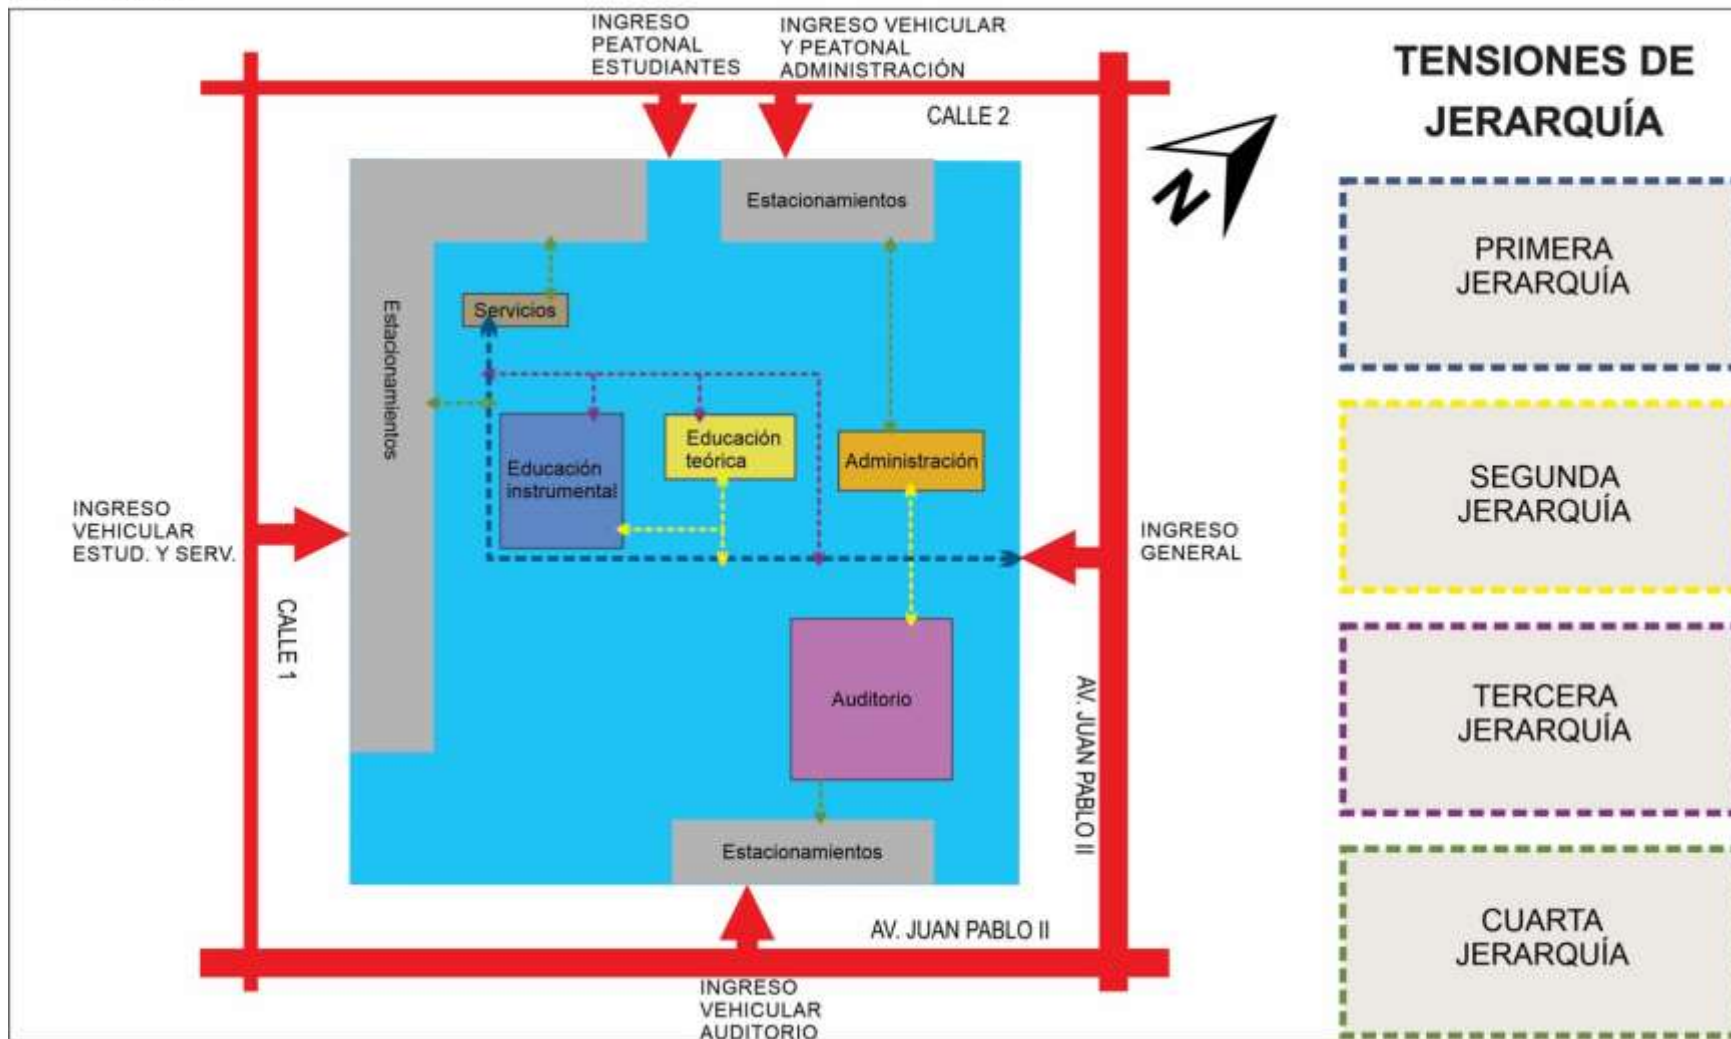 INGRESO
PEATONAL
ESTUDIANTES
INGRESO VEHICULAR
Y PEATONAL
ADMINISTRACIÓN
CALLE 2
N
TENSIONES DE
JERARQUÍA
Estacionamientos
PRIMERA
JERARQUÍA
Servicios
Estacionamientos
Educación
instrumental
Educación
teórica
Administración
SEGUNDA
JERARQUÍA
INGRESO
VEHICULAR
ESTUD. Y SERV.
INGRESO
GENERAL
CALLE 1
Auditorio
AV. JUAN PABLO II
TERCERA
JERARQUÍA
Estacionamientos
AV. JUAN PABLO II
CUARTA
JERARQUÍA
INGRESO
VEHICULAR
AUDITORIO